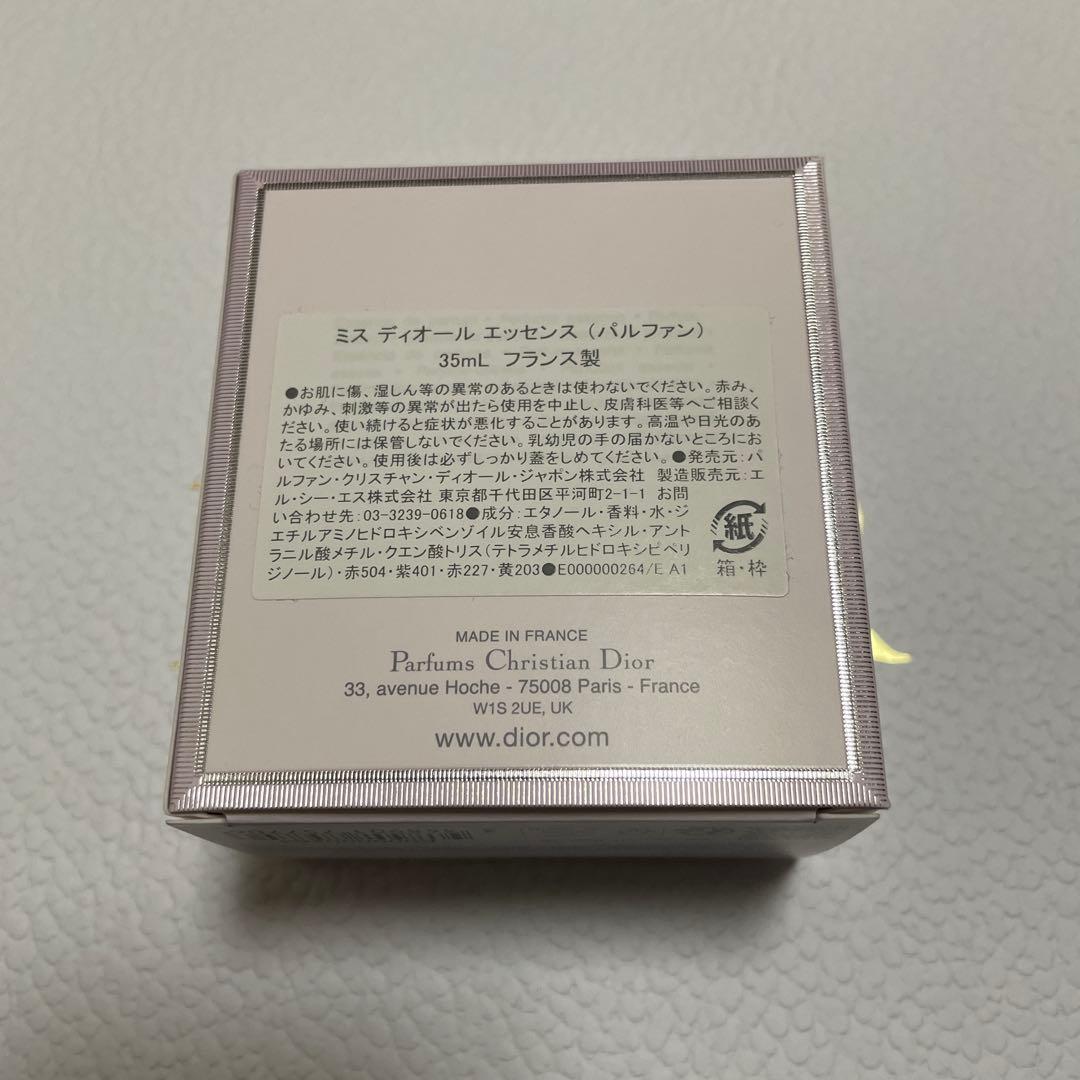 ミス ディオール エッセンス（パルファン）
35mL フランス製
●お肌に傷、湿しん等の異常のあるときは使わないでください。赤み、
かゆみ、刺激等の異常が出たら使用を中止し、皮膚科医等へご相談く
ださい。使い続けると症状が悪化することがあります。高温や日光のあ
たる場所には保管しないでください。乳幼児の手の届かないところにお
いてください。使用後は必ずしっかり蓋をしめてください。●発売元：パ
ルファン・クリスチャン・ディオール・ジャポン株式会社 製造販売元：エ
ル・シー・エス株式会社 東京都千代田区平河町2-1-1 お問
い合わせ先：03-3239-0618●成分：エタノール・香料・水・ジ
エチルアミノヒドロキシベンゾイル安息香酸ヘキシル・アント
ラニル酸メチル・クエン酸トリス（テトラメチルヒドロキシピペリ
ジノール）・赤504・紫401・赤227・黄203●E000000264/E A1
紙
箱・枠
MADE IN FRANCE
Parfums Christian Dior
33, avenue Hoche - 75008 Paris - France
W1S 2UE, UK
www.dior.com